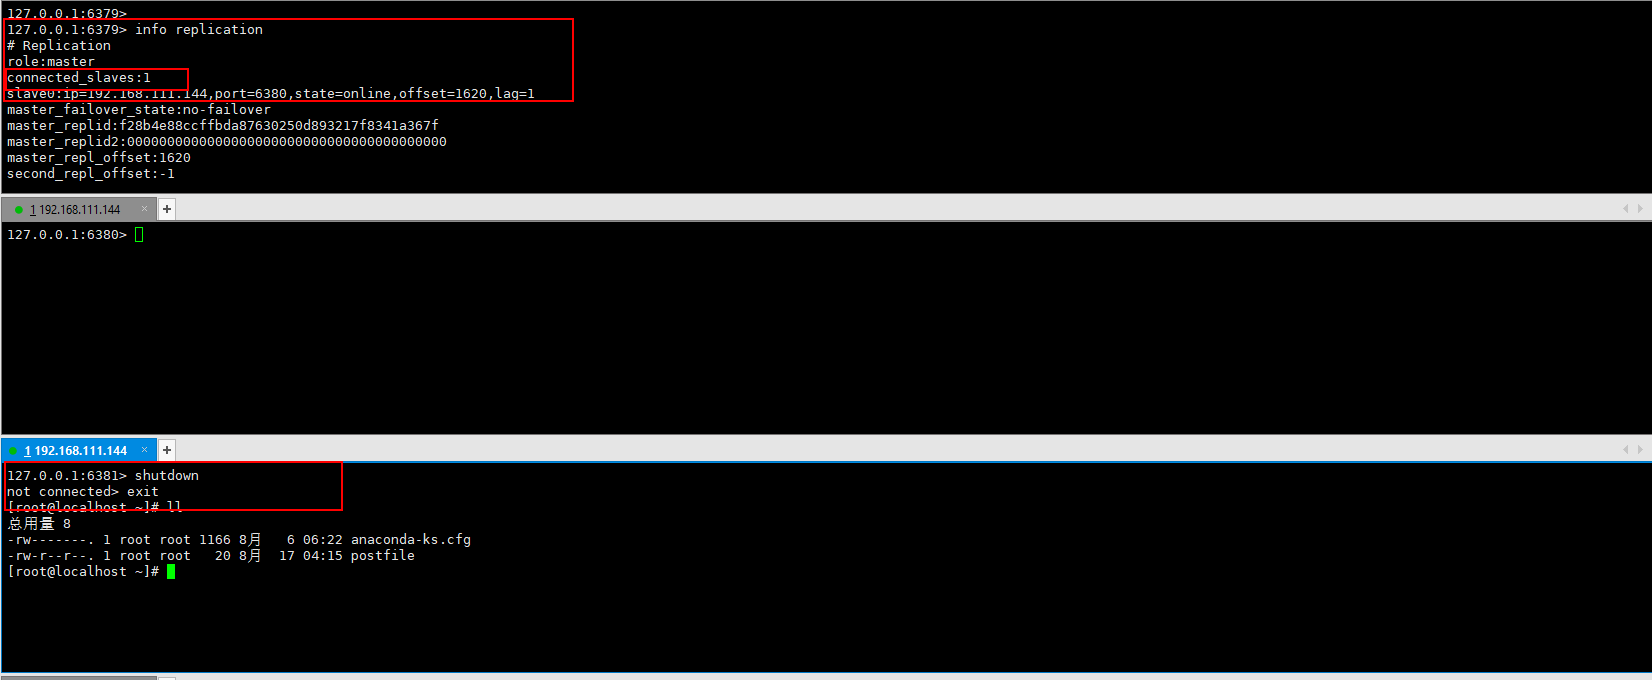 127.0.0.1:6379>
127.0.0.1:6379> info replication
# Replication
role:master
connected_slaves:1
slave0:ip=192.168.111.144,port=6380,state=online,offset=1620,lag=1
master_failover_state:no-failover
master_replid:f28b4e88ccffbda87630250d893217f8341a367f
master_replid2:0000000000000000000000000000000000000000
master_repl_offset:1620
second_repl_offset:-1
1 192.168.111.144 × +
127.0.0.1:6380>
1 192.168.111.144 × +
127.0.0.1:6381> shutdown
not connected> exit
[root@localhost ~]# ll
总用量 8
-rw-------. 1 root root 1166 8月   6 06:22 anaconda-ks.cfg
-rw-r--r--. 1 root root   20 8月  17 04:15 postfile
[root@localhost ~]#